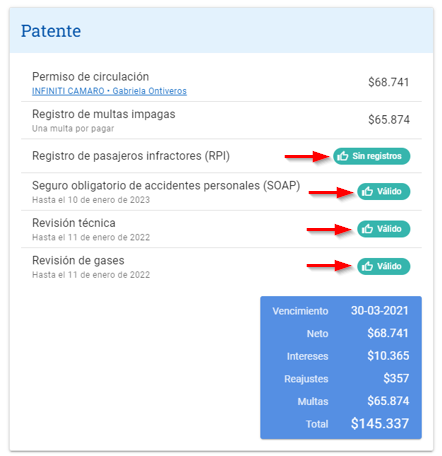 Patente
Permiso de circulación
$68.741
INFINITI CAMARO • Gabriela Ontiveros
Registro de multas impagas
$65.874
Una multa por pagar
Registro de pasajeros infractores (RPI)
Sin registros
Seguro obligatorio de accidentes personales (SOAP)
Válido
Hasta el 10 de enero de 2023
Revisión técnica
Válido
Hasta el 11 de enero de 2022
Revisión de gases
Válido
Hasta el 11 de enero de 2022
Vencimiento 30-03-2021
Neto $68.741
Intereses $10.365
Reajustes $357
Multas $65.874
Total $145.337